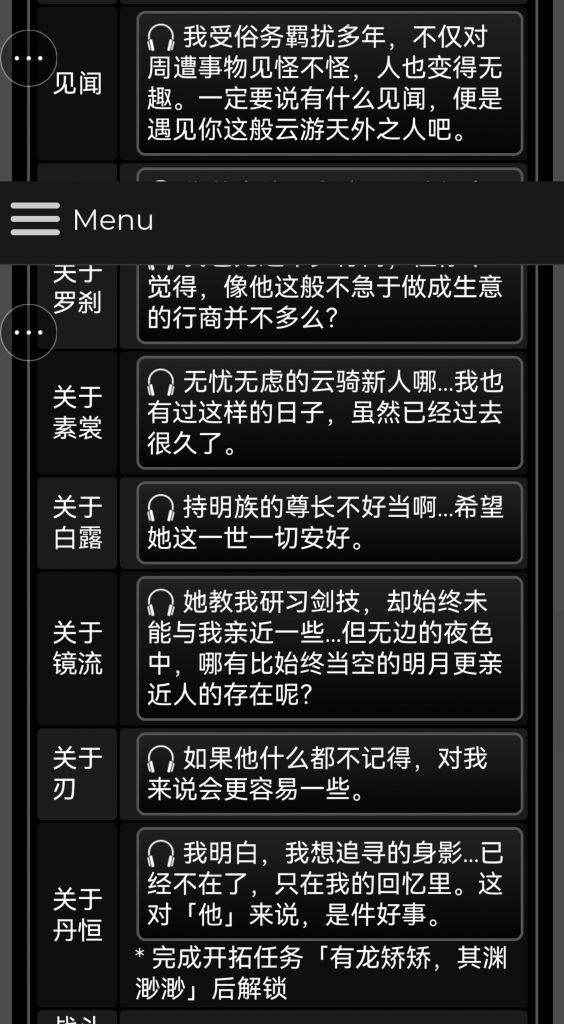 见闻
我受俗务羁扰多年，不仅对
周遭事物见怪不怪，人也变得无
趣。一定要说有什么见闻，便是
遇见你这般云游天外之人吧。
Menu
关于
罗刹
觉得，像他这般不急于做成生意
的行商并不多么？
关于
素裳
无忧无虑的云骑新人哪...我也
有过这样的日子，虽然已经过去
很久了。
关于
白露
持明族的尊长不好当啊...希望
她这一世一切安好。
关于
镜流
她教我研习剑技，却始终未
能与我亲近一些...但无边的夜色
中，哪有比始终当空的明月更亲
近人的存在呢？
关于
刃
如果他什么都不记得，对我
来说会更容易一些。
关于
丹恒
我明白，我想追寻的身影...已
经不在了，只在我的回忆里。这
对「他」来说，是件好事。
* 完成开拓任务「有龙矫矫，其渊
渺渺」后解锁